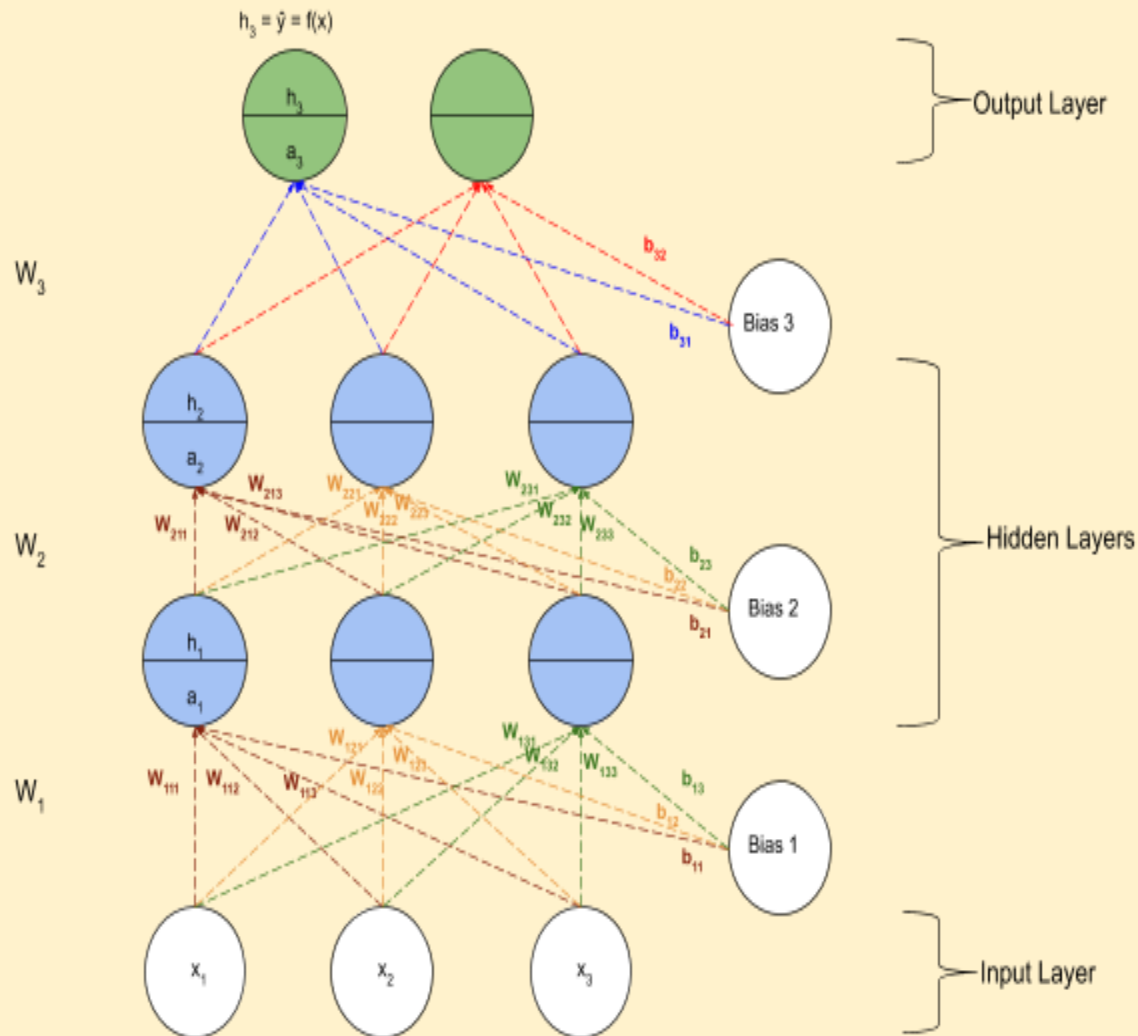 h₃ = ŷ = f(x)
h₃
a₃
Output Layer
b₃₂
W₃
Bias 3
b₃₁
h₂
a₂
W₂₁₃
W₂₂₁
W₂₂₂
W₂₃₁
W₂₁₁
W₂₁₂
W₂₃₂
W₂₃₃
W₂
Hidden Layers
b₂₃
b₂₂
Bias 2
b₂₁
h₁
a₁
W₁₂₁
W₁₂₃
W₁₃₁
W₁₃₂
W₁₃₃
W₁
W₁₁₁
W₁₁₂
W₁₁₃
b₁₃
b₁₂
Bias 1
b₁₁
x₁
x₂
x₃
Input Layer